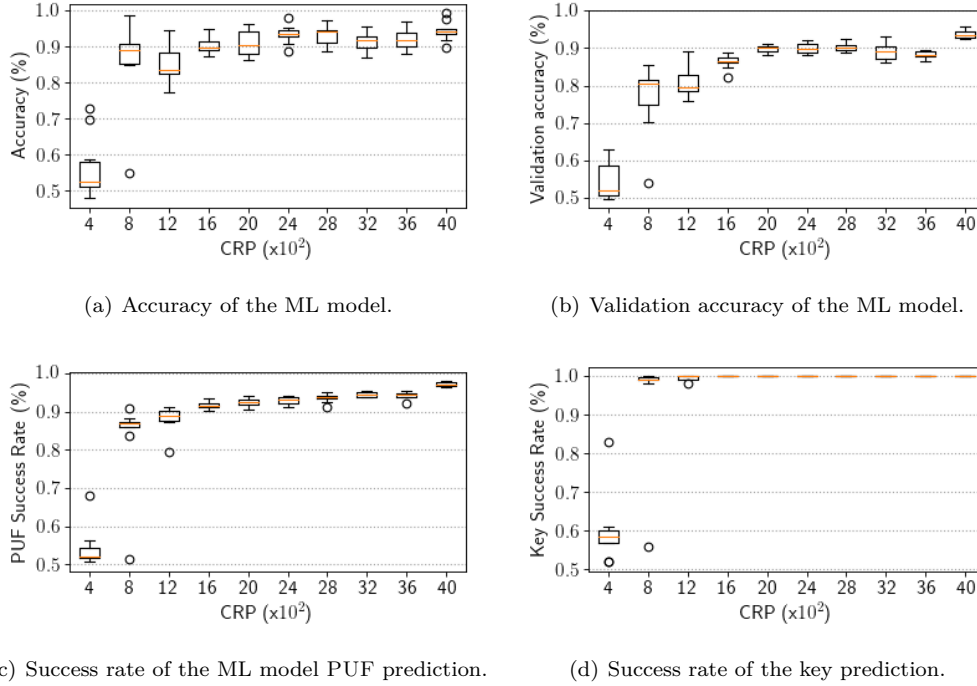 1.0
0.9
0.8
0.7
0.6
0.5
Accuracy (%)
4 8 12 16 20 24 28 32 36 40
CRP (x10²)
(a) Accuracy of the ML model.
1.0
0.9
0.8
0.7
0.6
0.5
Validation accuracy (%)
4 8 12 16 20 24 28 32 36 40
CRP (x10²)
(b) Validation accuracy of the ML model.
1.0
0.9
0.8
0.7
0.6
0.5
PUF Success Rate (%)
4 8 12 16 20 24 28 32 36 40
CRP (x10²)
c) Success rate of the ML model PUF prediction.
1.0
0.9
0.8
0.7
0.6
0.5
Key Success Rate (%)
4 8 12 16 20 24 28 32 36 40
CRP (x10²)
(d) Success rate of the key prediction.